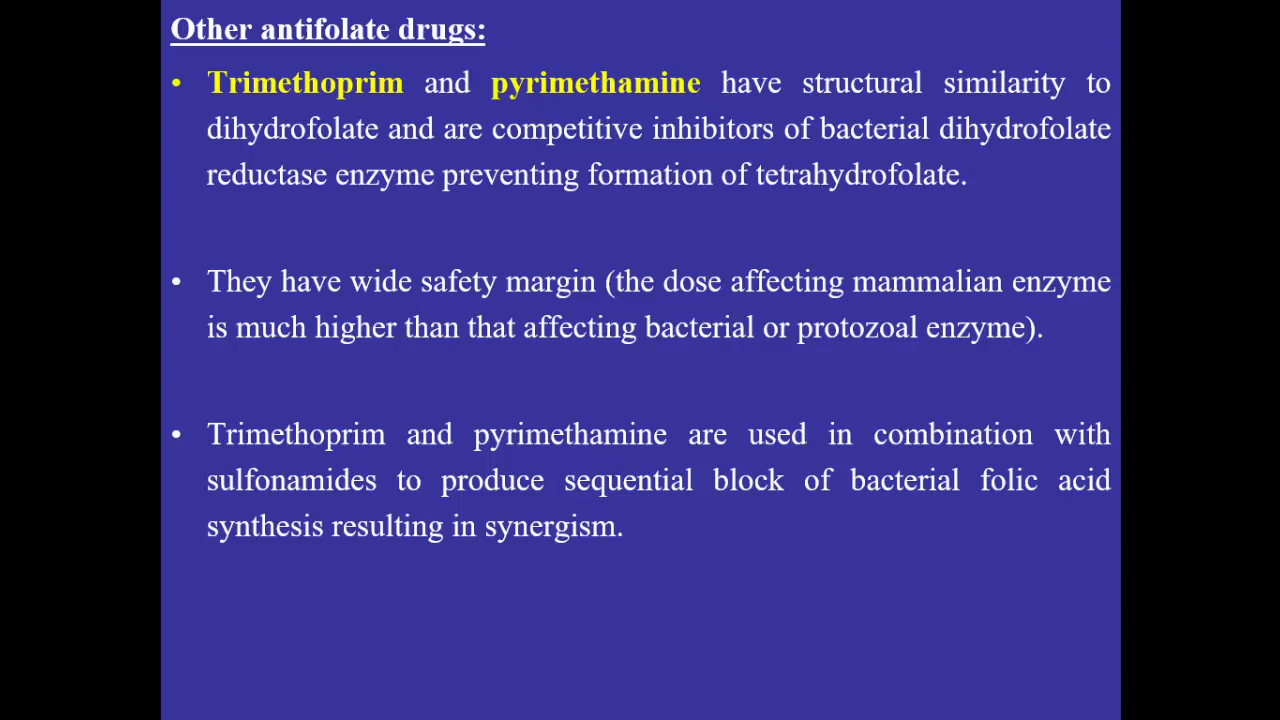 Other antifolate drugs:
• Trimethoprim and pyrimethamine have structural similarity to
dihydrofolate and are competitive inhibitors of bacterial dihydrofolate
reductase enzyme preventing formation of tetrahydrofolate.
• They have wide safety margin (the dose affecting mammalian enzyme
is much higher than that affecting bacterial or protozoal enzyme).
• Trimethoprim and pyrimethamine are used in combination with
sulfonamides to produce sequential block of bacterial folic acid
synthesis resulting in synergism.